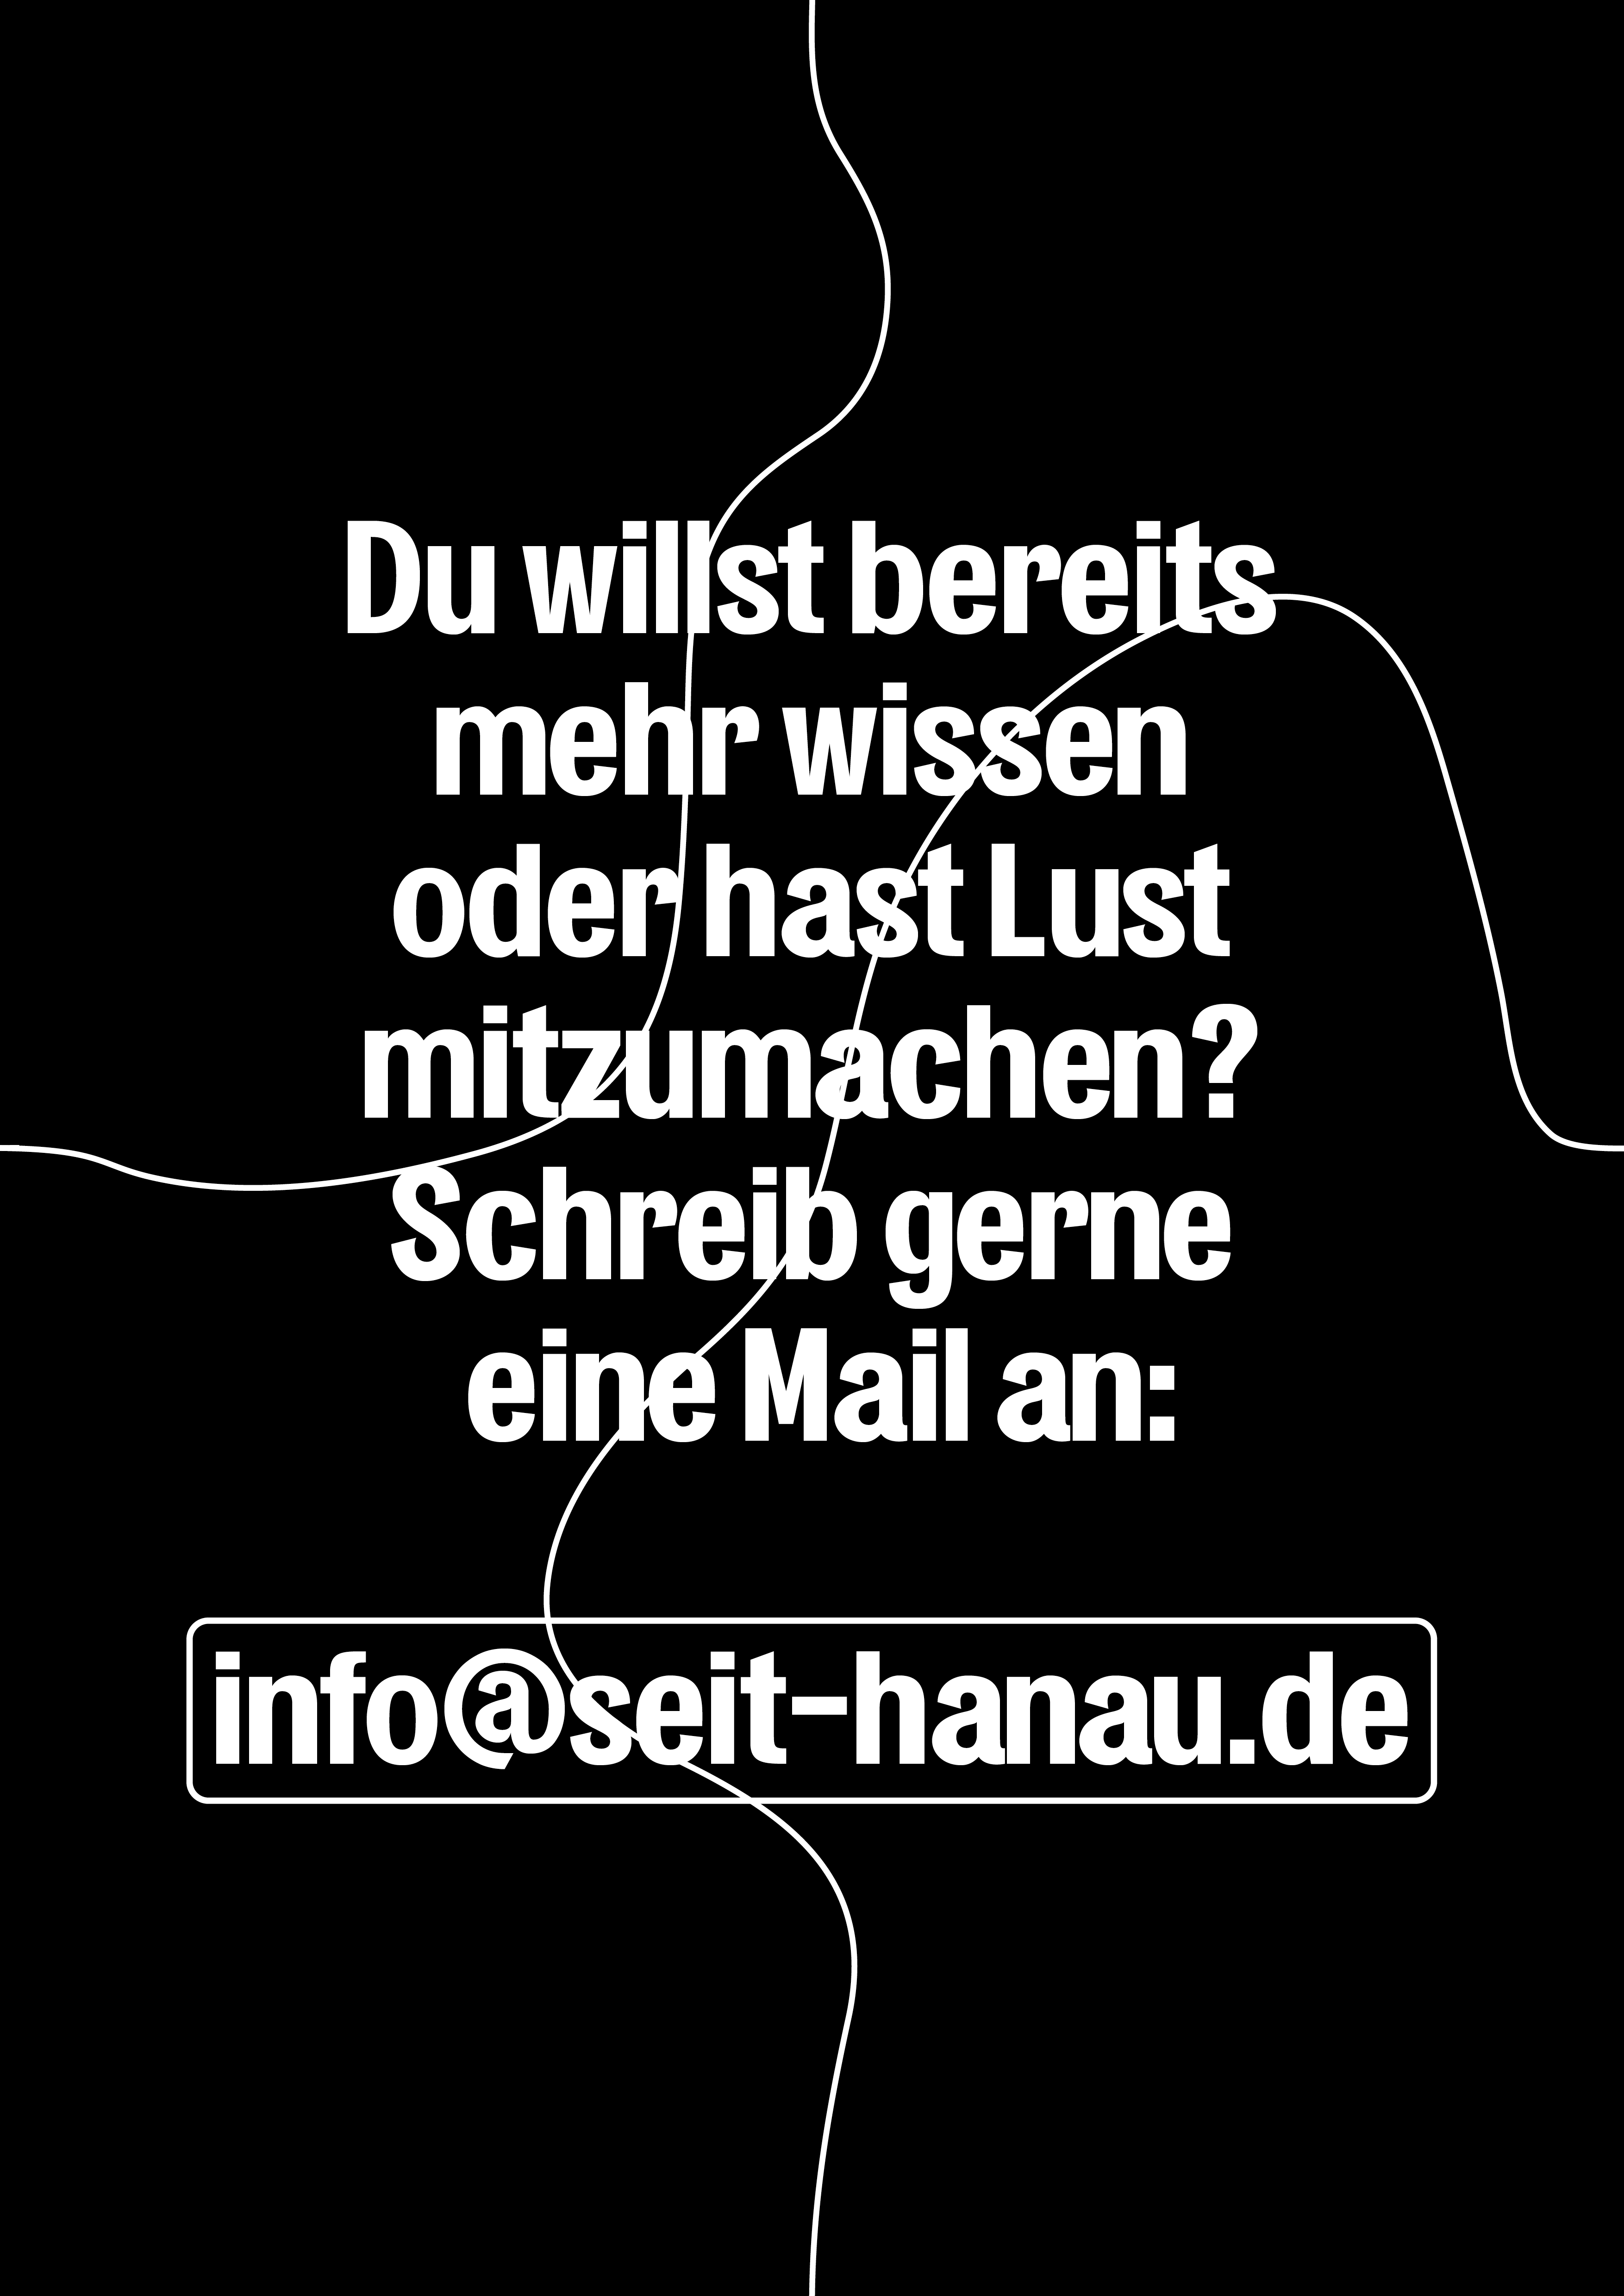 Du willst bereits
mehr wissen
oder hast Lust
mitzumachen?
Schreib gerne
eine Mail an:
info@seit-hanau.de